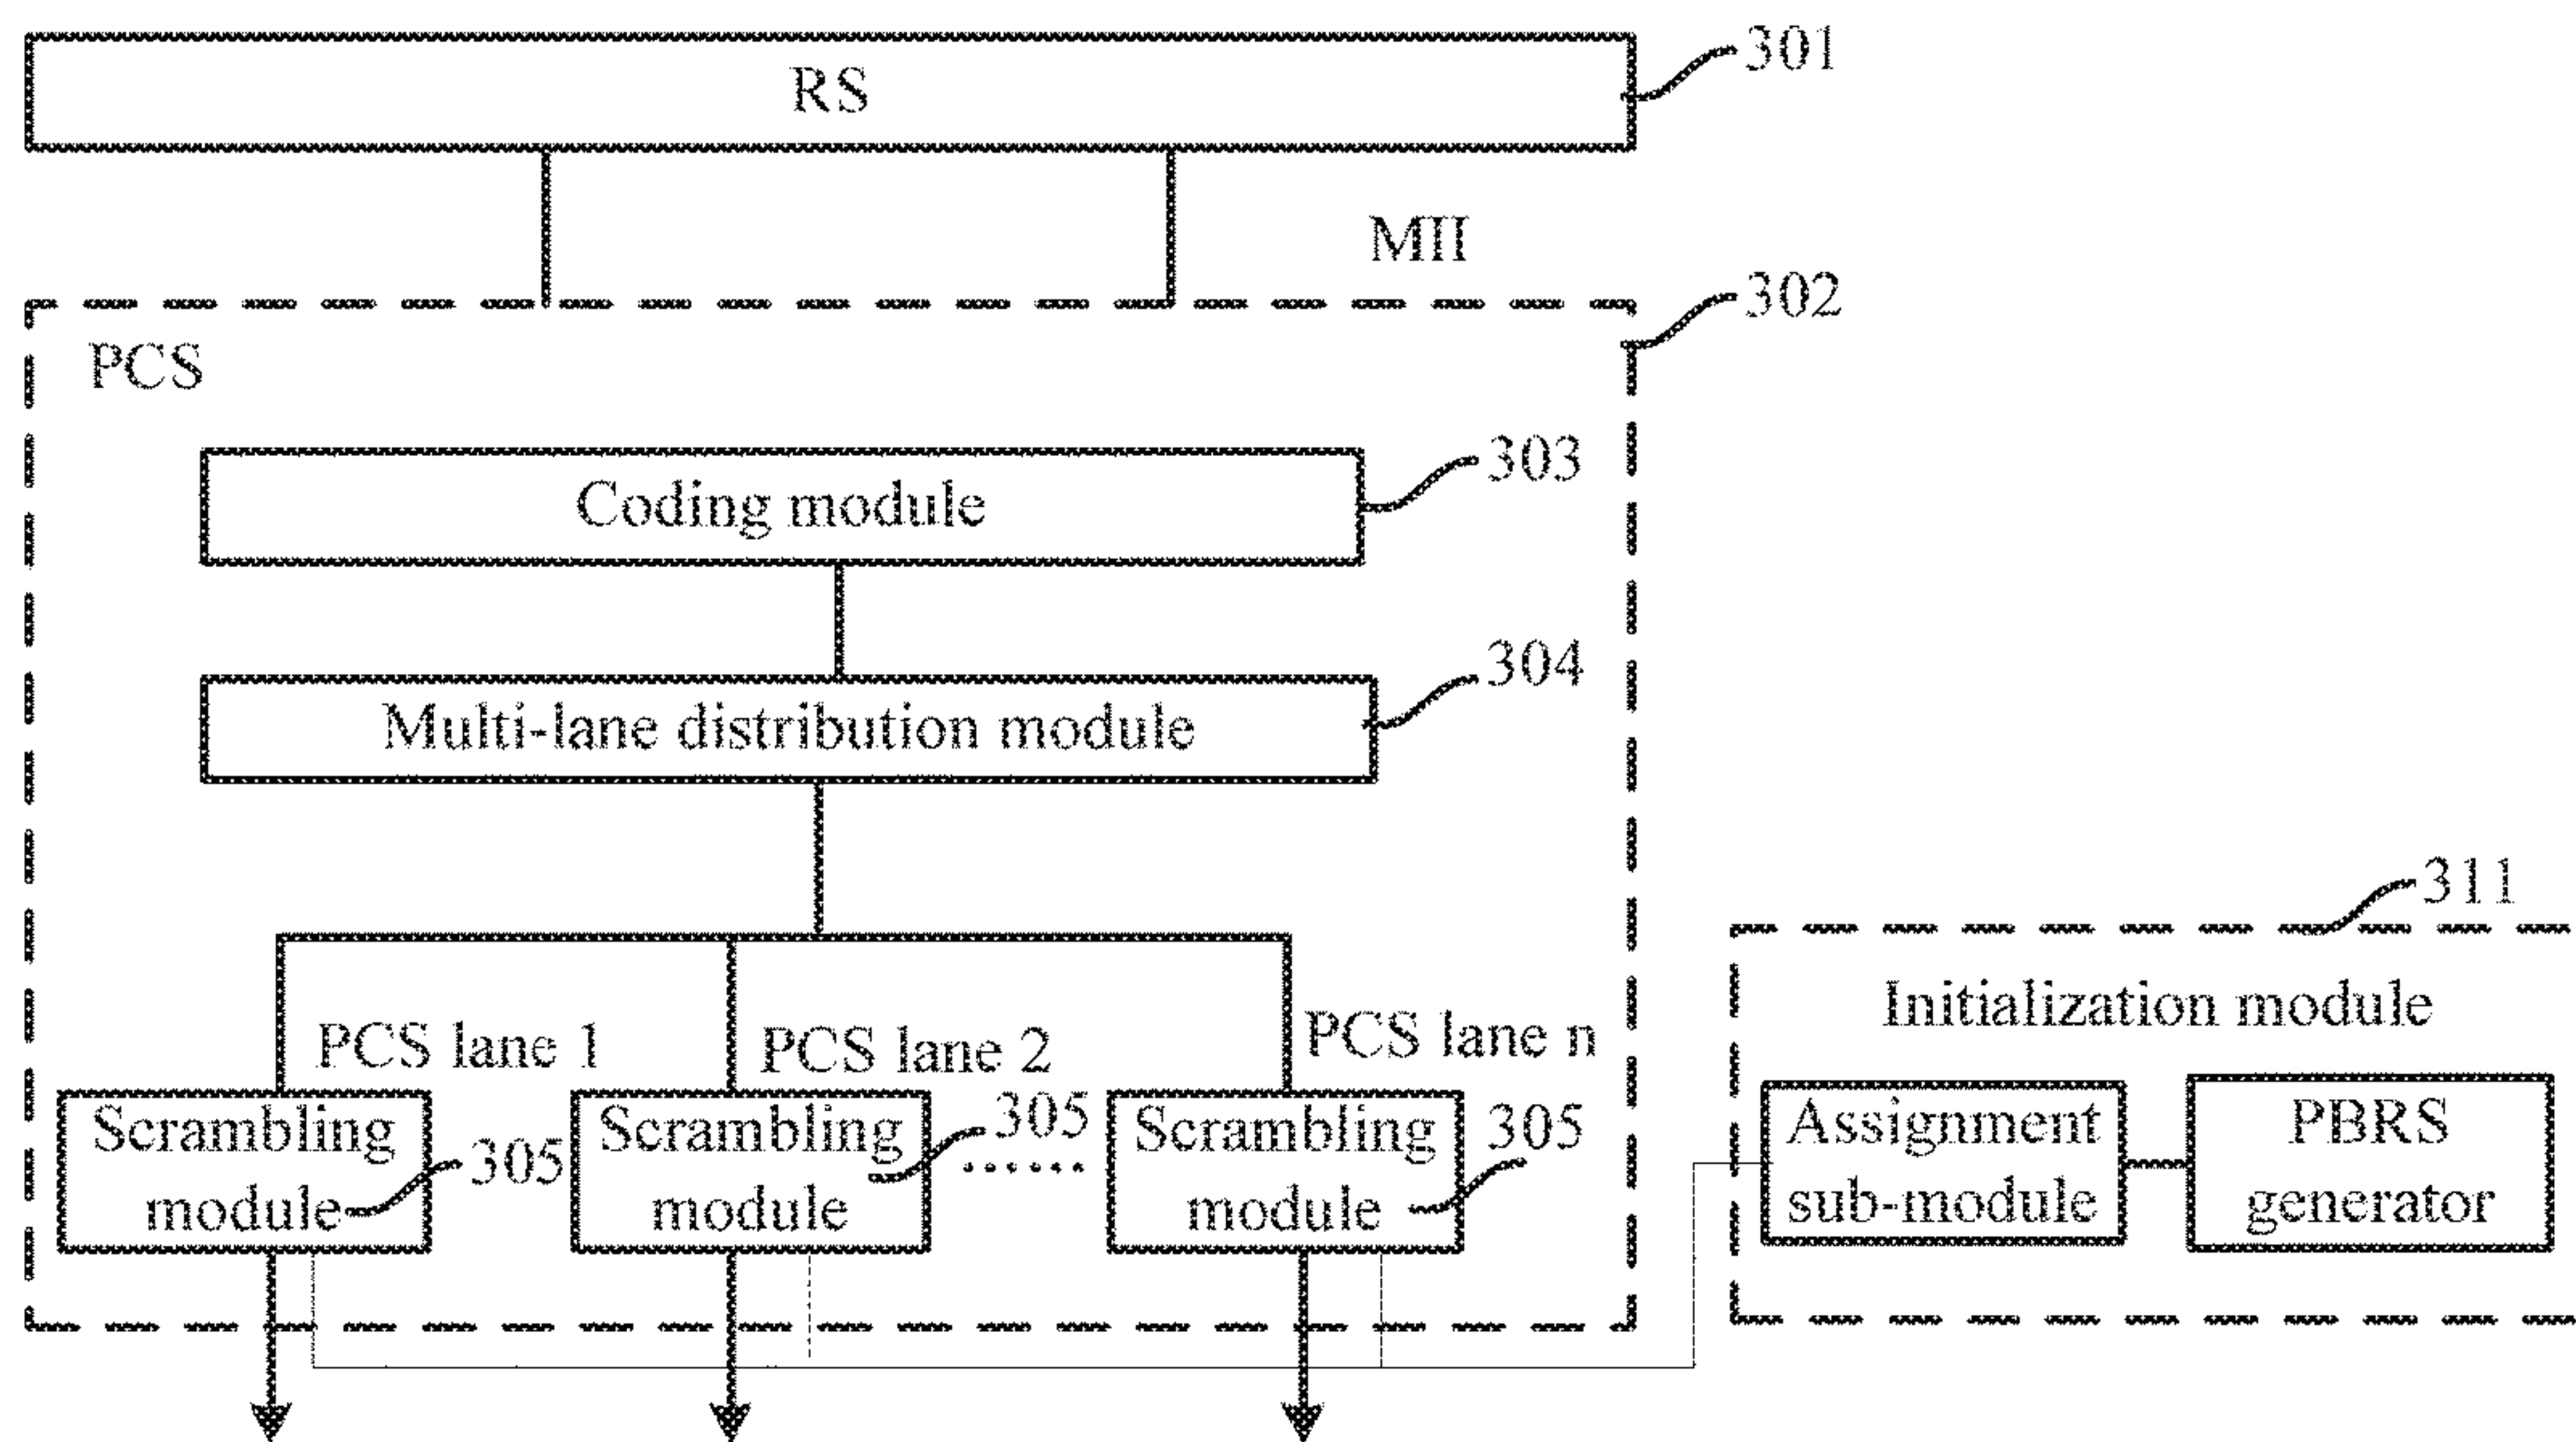 RS
301
MII
302
PCS
Coding module
303
Multi-lane distribution module
304
311
Initialization module
PCS lane 1
PCS lane 2
PCS lane n
Scrambling
module
305
Scrambling
module
305
......
Scrambling
module
305
Assignment
sub-module
PBRS
generator